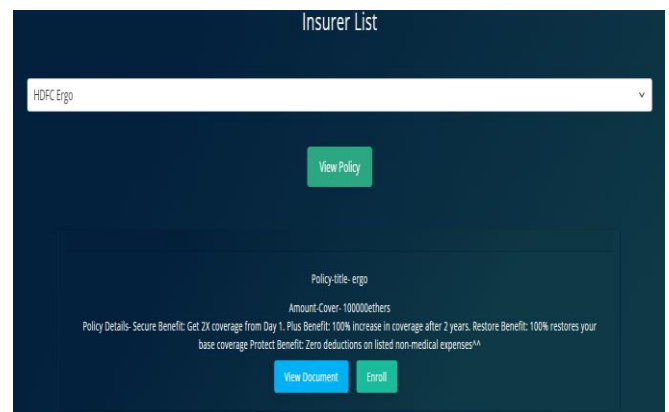 Insurer List
HDFC Ergo
View Policy
Policy-title- ergo
Amount-Cover- 100000ethers
Policy Details- Secure Benefit: Get 2X coverage from Day 1. Plus Benefit: 100% increase in coverage after 2 years. Restore Benefit: 100% restores your
base coverage Protect Benefit: Zero deductions on listed non-medical expenses^^
View Document
Enroll